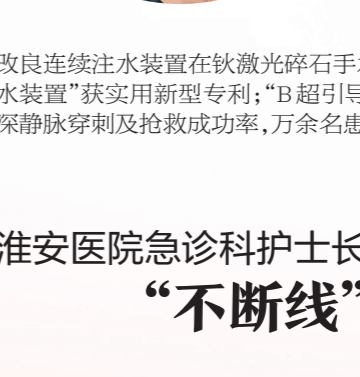 改良连续注水装置在钬激光碎石手
水装置”获实用新型专利；“B超引导
深静脉穿刺及抢救成功率，万余名患
淮安医院急诊科护士长
“不断线”